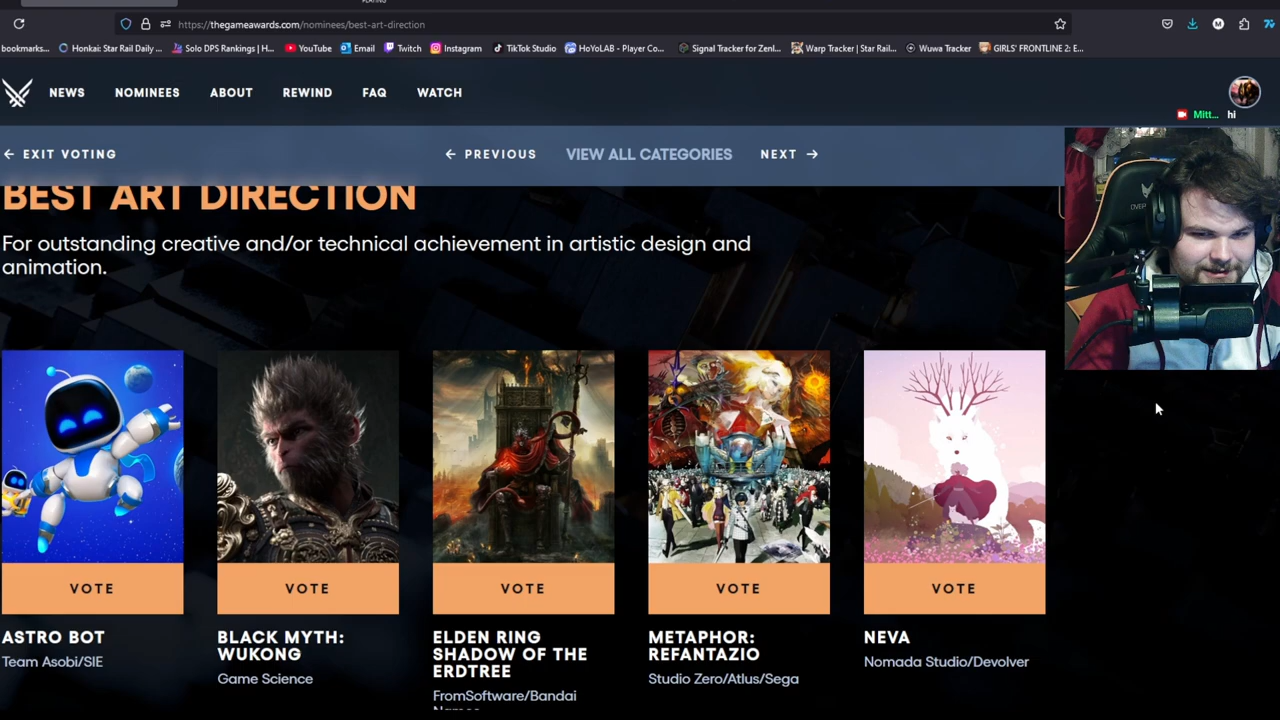 PLAYING
https://thegameawards.com/nominees/best-art-direction
bookmarks...
Honkai: Star Rail Daily ...
Solo DPS Rankings | H...
YouTube
Email
Twitch
Instagram
TikTok Studio
HoYoLAB - Player Co...
Signal Tracker for Zenl...
Warp Tracker | Star Rail...
Wuwa Tracker
GIRLS' FRONTLINE 2: E...
NEWS NOMINEES ABOUT REWIND FAQ WATCH
Mitt... hi
← EXIT VOTING
← PREVIOUS
VIEW ALL CATEGORIES
NEXT →
BEST ART DIRECTION
For outstanding creative and/or technical achievement in artistic design and
animation.
VOTE
VOTE
VOTE
VOTE
VOTE
ASTRO BOT
Team Asobi/SIE
BLACK MYTH:
WUKONG
Game Science
ELDEN RING
SHADOW OF THE
ERDTREE
FromSoftware/Bandai
METAPHOR:
REFANTAZIO
Studio Zero/Atlus/Sega
NEVA
Nomada Studio/Devolver